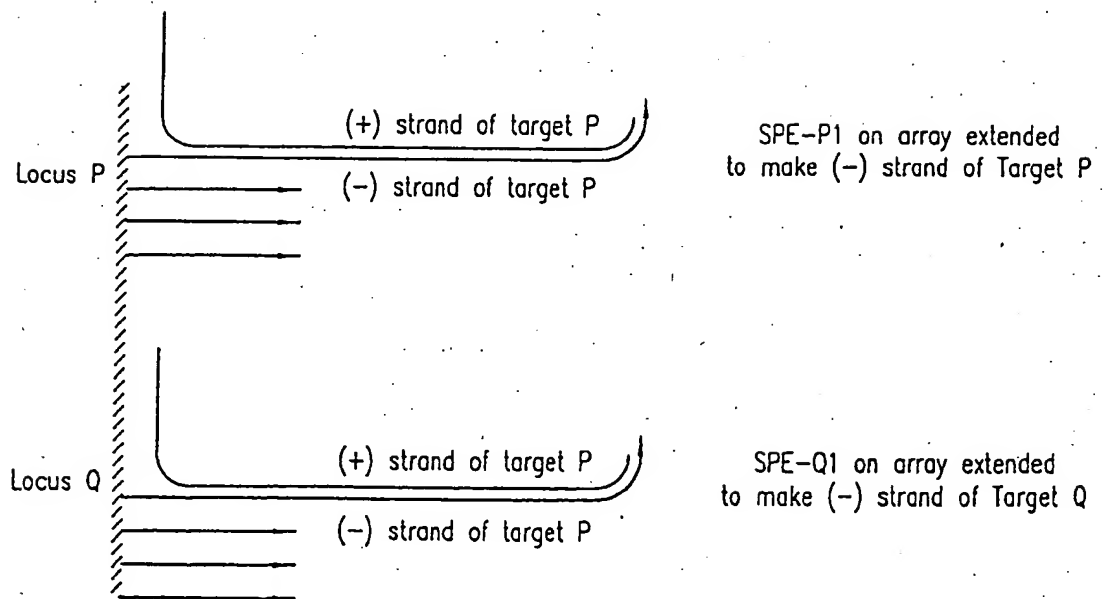 (+) strand of target P
SPE-P1 on array extended
to make (-) strand of Target P
Locus P
(-) strand of target P
(+) strand of target P
SPE-Q1 on array extended
to make (-) strand of Target Q
Locus Q
(-) strand of target P